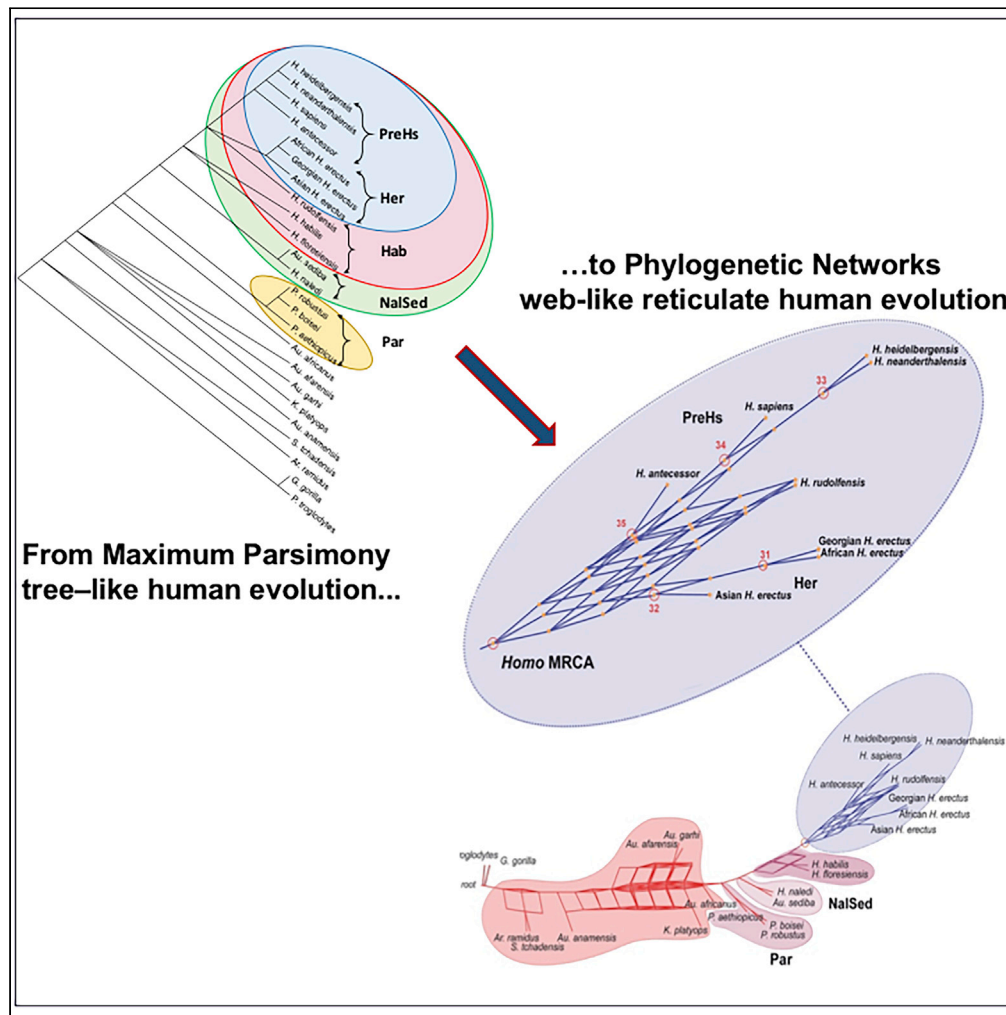 H. heidelbergensis
H. neanderthalensis
H. sapiens
H. antecessor
PreHs
African H. erectus
Georgian H. erectus
Asian H. erectus
Her
H. rudolfensis
H. habilis
H. floresiensis
Hab
Au. sediba
H. naledi
NalSed
P. robustus
P. boisei
P. aethiopicus
Par
Au. africanus
Au. afarensis
Au. garhi
K. platyops
Au. anamensis
S. tchadensis
Ar. ramidus
G. gorilla
P. troglodytes
From Maximum Parsimony
tree–like human evolution...
...to Phylogenetic Networks
web-like reticulate human evolution
H. heidelbergensis
H. neanderthalensis
33
H. sapiens
PreHs
34
H. antecessor
H. rudolfensis
35
Georgian H. erectus
African H. erectus
31
Her
32
Asian H. erectus
Homo MRCA
H. heidelbergensis
H. neanderthalensis
H. sapiens
H. antecessor
H. rudolfensis
Georgian H. erectus
African H. erectus
Asian H. erectus
Au. garhi
Au. afarensis
roglodytes
G. gorilla
root
H. habilis
H. floresiensis
H. naledi
Au. sediba
NalSed
Au. africanus
P. aethiopicus
P. boisei
P. robustus
Par
K. platyops
Ar. ramidus
S. tchadensis
Au. anamensis